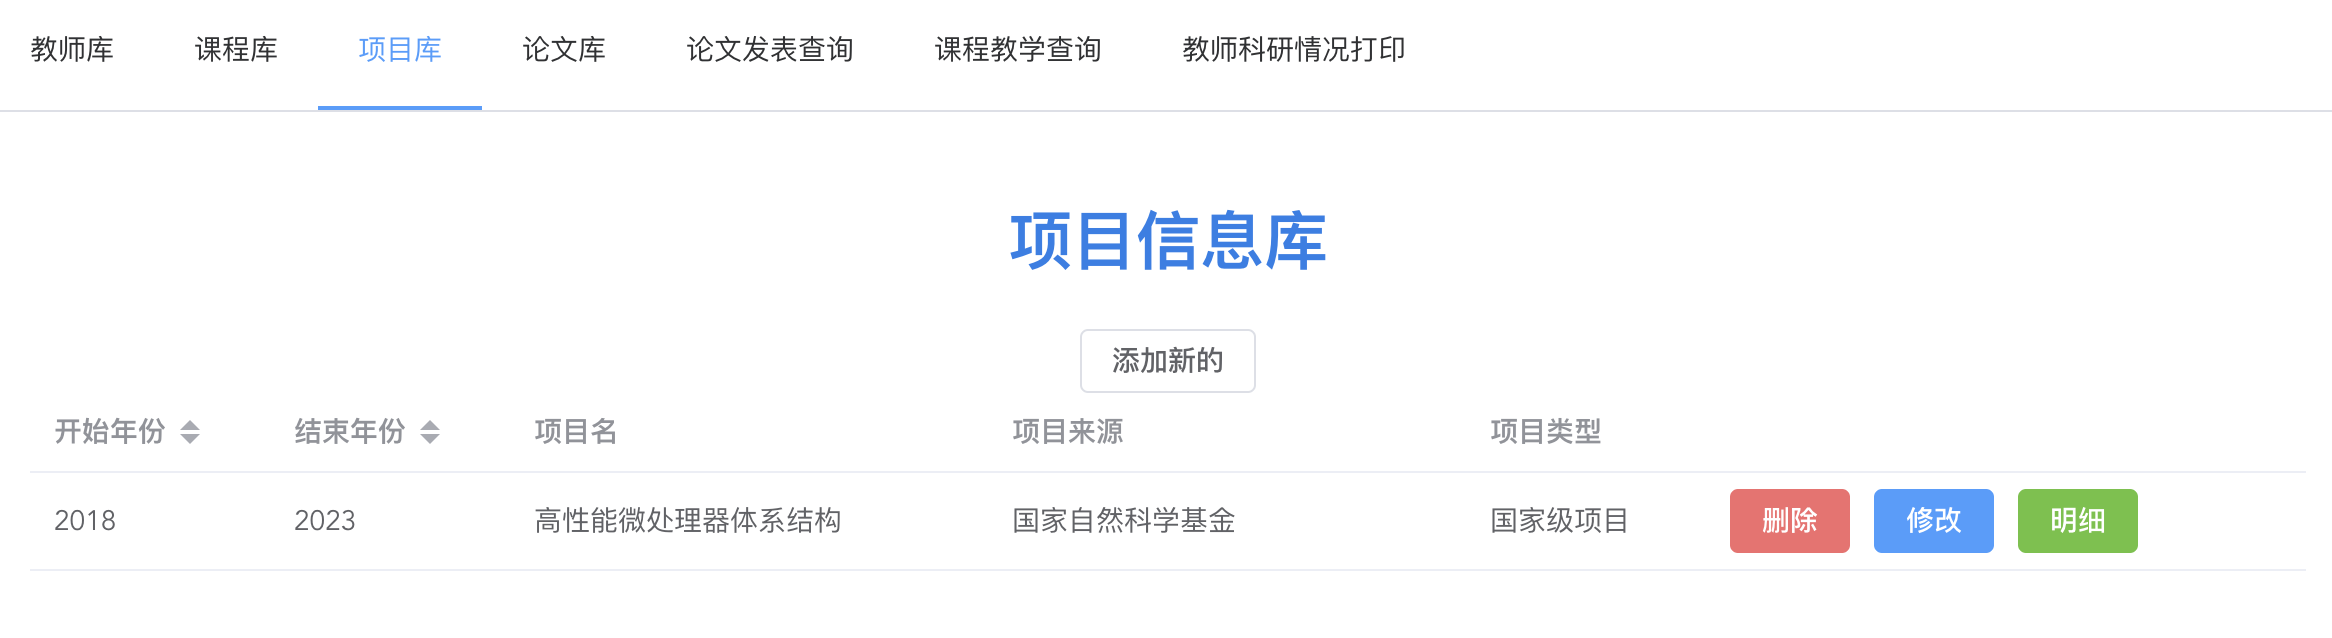 教师库 课程库 项目库 论文库 论文发表查询 课程教学查询 教师科研情况打印
项目信息库
添加新的
开始年份 结束年份 项目名 项目来源 项目类型
2018 2023 高性能微处理器体系结构 国家自然科学基金 国家级项目 删除 修改 明细